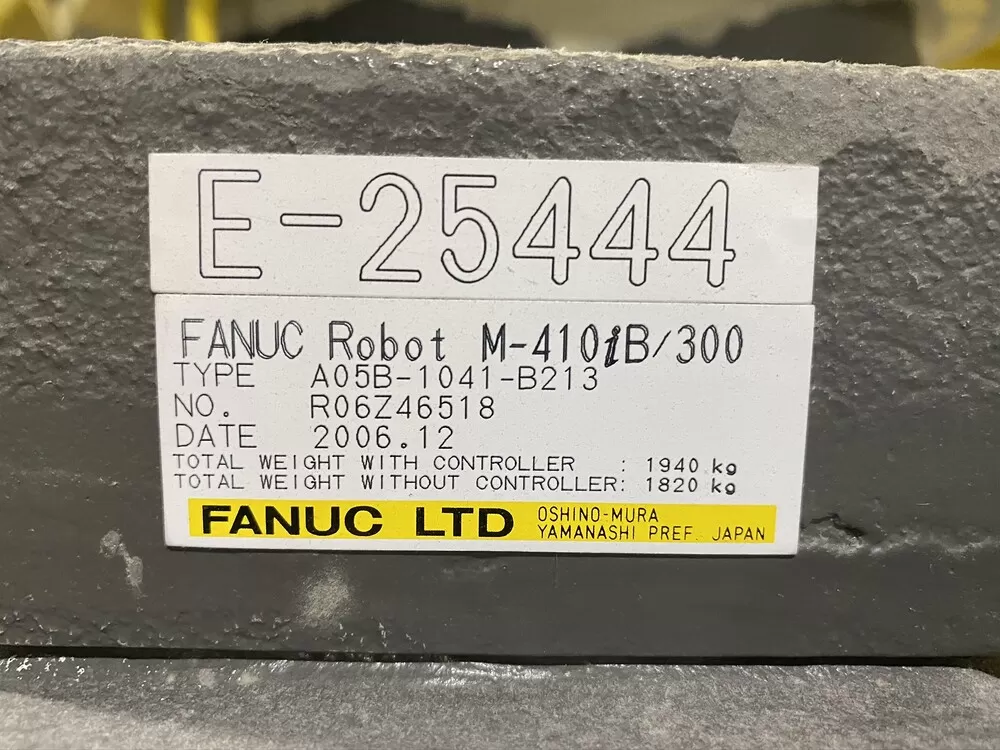 E-25444
FANUC Robot M-410iB/300
TYPE A05B-1041-B213
NO. R06Z46518
DATE 2006.12
TOTAL WEIGHT WITH CONTROLLER : 1940 kg
TOTAL WEIGHT WITHOUT CONTROLLER: 1820 kg
FANUC LTD
OSHINO-MURA
YAMANASHI PREF. JAPAN